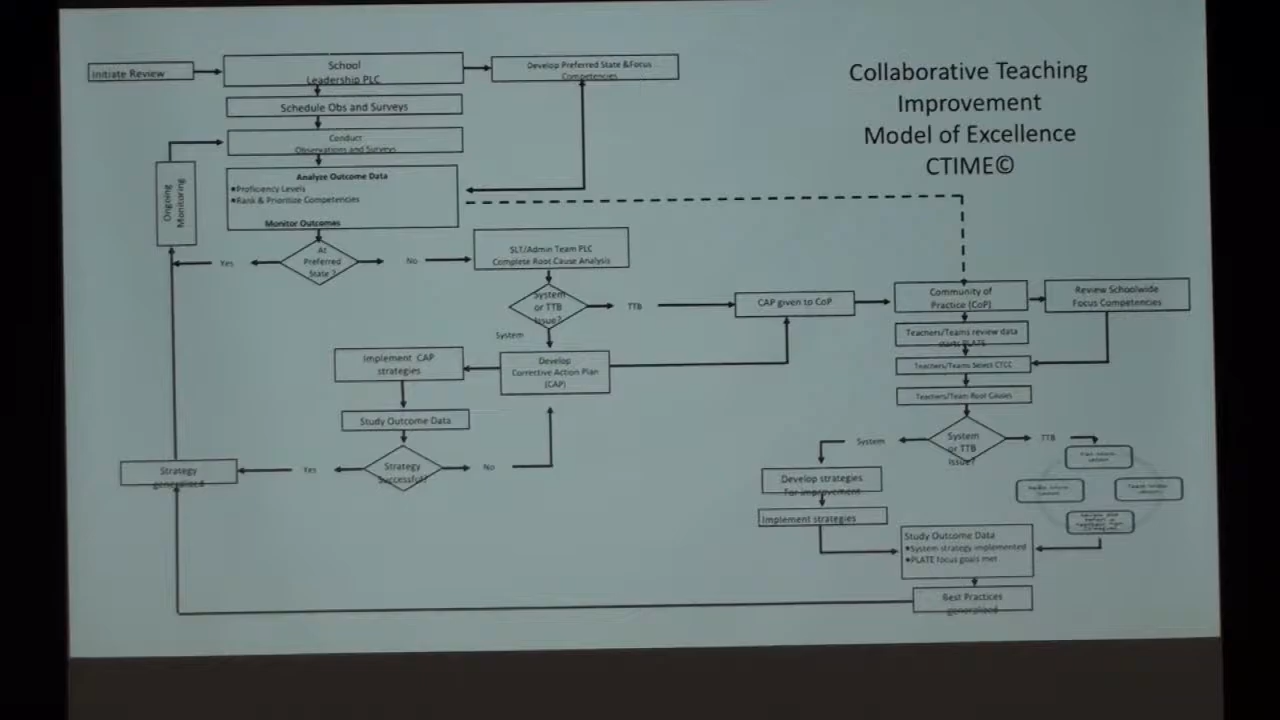 Collaborative Teaching
Improvement
Model of Excellence
CTIME©
Initiate Review
School
Leadership PLC
Develop Preferred State &Focus
Competencies
Schedule Obs and Surveys
Conduct
Observations and Surveys
Ongoing
Monitoring
Analyze Outcome Data
▪Proficiency Levels
▪Rank & Prioritize Competencies
Monitor Outcomes
At
Preferred
State ?
Yes
No
SLT/Admin Team PLC
Complete Root Cause Analysis
System
or TTB
Issue?
TTB
System
CAP given to CoP
Community of
Practice (CoP)
Review Schoolwide
Focus Competencies
Teachers/Teams review data
starts PLATE
Teachers/Teams Select CTCC
Teachers/Team Root Causes
Implement CAP
strategies
Develop
Corrective Action Plan
(CAP)
Study Outcome Data
Strategy
Successful?
Yes
No
Strategy
generalized
System
or TTB
Issue?
System
TTB
Develop strategies
For improvement
Implement strategies
Study Outcome Data
▪System strategy implemented
▪PLATE focus goals met
Best Practices
generalized